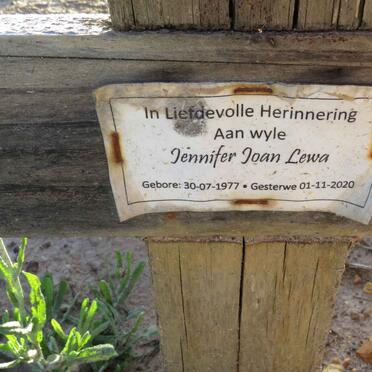 In Liefdevolle Herinnering
Aan wyle
Jennifer Joan Lewa
Gebore: 30-07-1977 • Gesterwe 01-11-2020